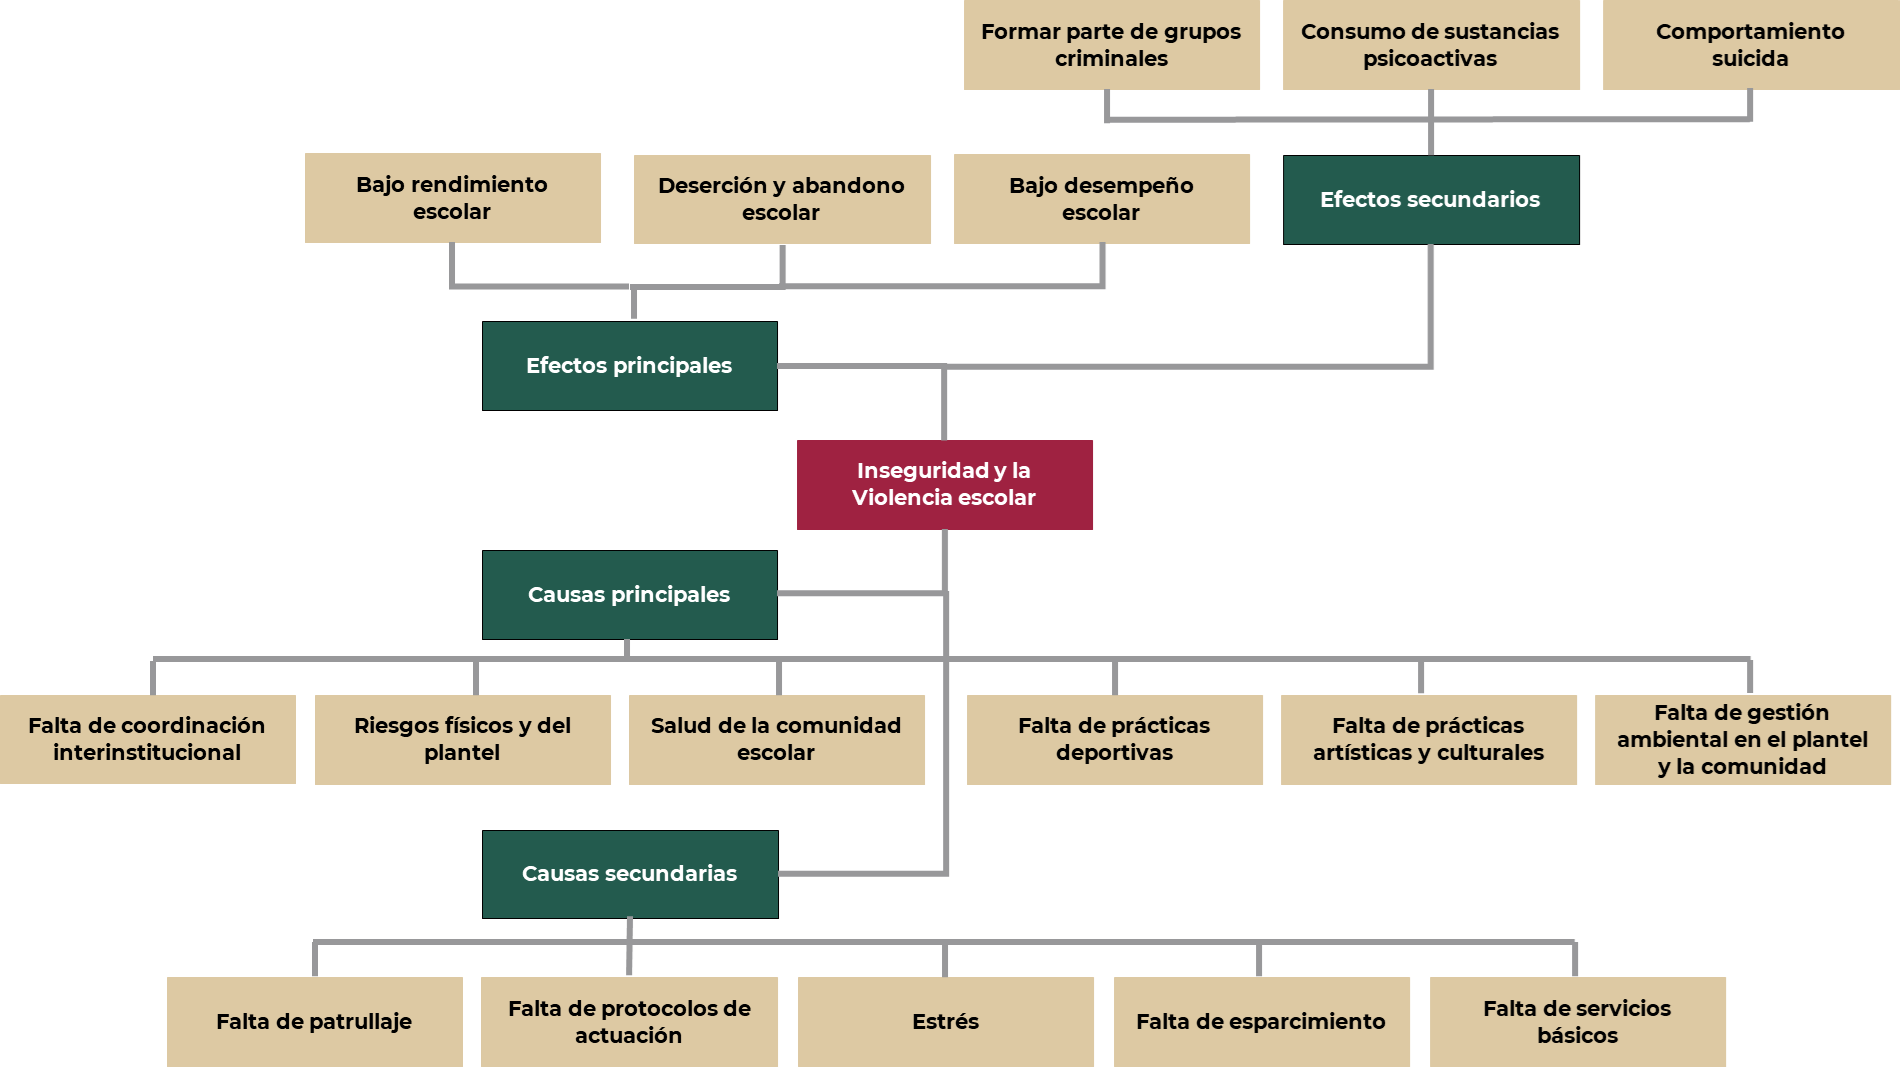 Formar parte de grupos
criminales
Consumo de sustancias
psicoactivas
Comportamiento
suicida
Bajo rendimiento
escolar
Deserción y abandono
escolar
Bajo desempeño
escolar
Efectos secundarios
Efectos principales
Inseguridad y la
Violencia escolar
Causas principales
Falta de coordinación
interinstitucional
Riesgos físicos y del
plantel
Salud de la comunidad
escolar
Falta de prácticas
deportivas
Falta de prácticas
artísticas y culturales
Falta de gestión
ambiental en el plantel
y la comunidad
Causas secundarias
Falta de patrullaje
Falta de protocolos de
actuación
Estrés
Falta de esparcimiento
Falta de servicios
básicos